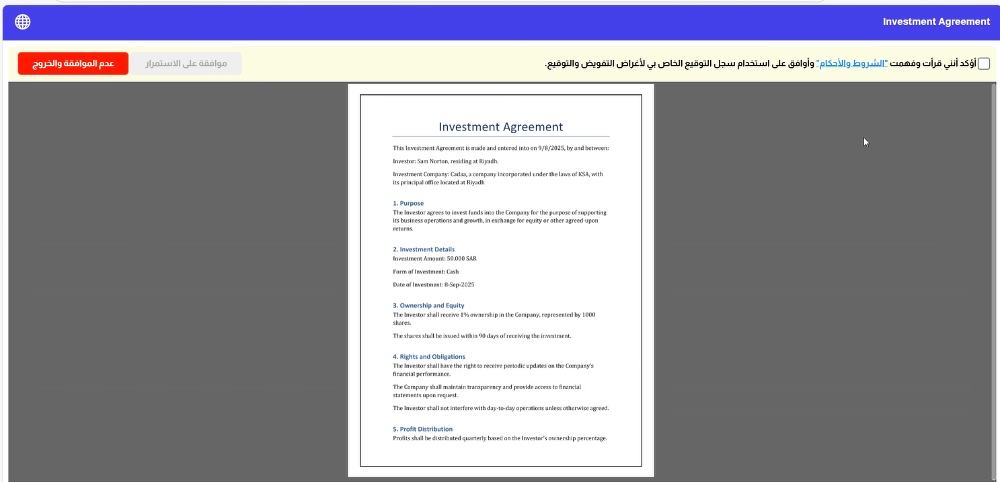 Investment Agreement
أؤكد أنني قرأت وفهمت "الشروط والأحكام" وأوافق على استخدام سجل التوقيع الخاص بي لأغراض التفويض والتوقيع.
موافقة على الاستمرار
عدم الموافقة والخروج
Investment Agreement
This Investment Agreement is made and entered into on 9/8/2025, by and between:
Investor: Sam Norton, residing at Riyadh.
Investment Company: Cadaa, a company incorporated under the laws of KSA, with
its principal office located at Riyadh
1. Purpose
The Investor agrees to invest funds into the Company for the purpose of supporting
its business operations and growth, in exchange for equity or other agreed-upon
returns.
2. Investment Details
Investment Amount: 50.000 SAR
Form of Investment: Cash
Date of Investment: 8-Sep-2025
3. Ownership and Equity
The Investor shall receive 1% ownership in the Company, represented by 1000
shares.
The shares shall be issued within 90 days of receiving the investment.
4. Rights and Obligations
The Investor shall have the right to receive periodic updates on the Company's
financial performance.
The Company shall maintain transparency and provide access to financial
statements upon request.
The Investor shall not interfere with day-to-day operations unless otherwise agreed.
5. Profit Distribution
Profits shall be distributed quarterly based on the Investor's ownership percentage.